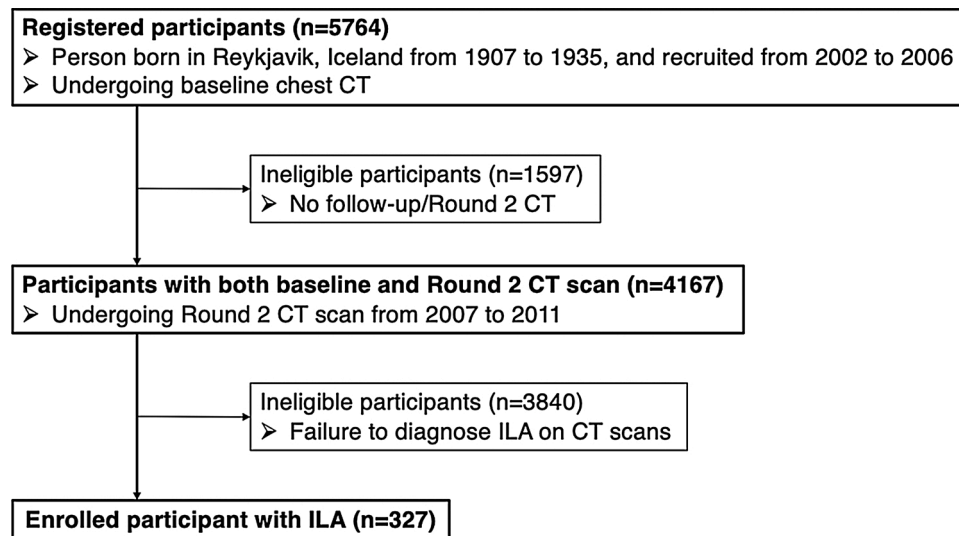 Registered participants (n=5764)
➢ Person born in Reykjavik, Iceland from 1907 to 1935, and recruited from 2002 to 2006
➢ Undergoing baseline chest CT
Ineligible participants (n=1597)
➢ No follow-up/Round 2 CT
Participants with both baseline and Round 2 CT scan (n=4167)
➢ Undergoing Round 2 CT scan from 2007 to 2011
Ineligible participants (n=3840)
➢ Failure to diagnose ILA on CT scans
Enrolled participant with ILA (n=327)